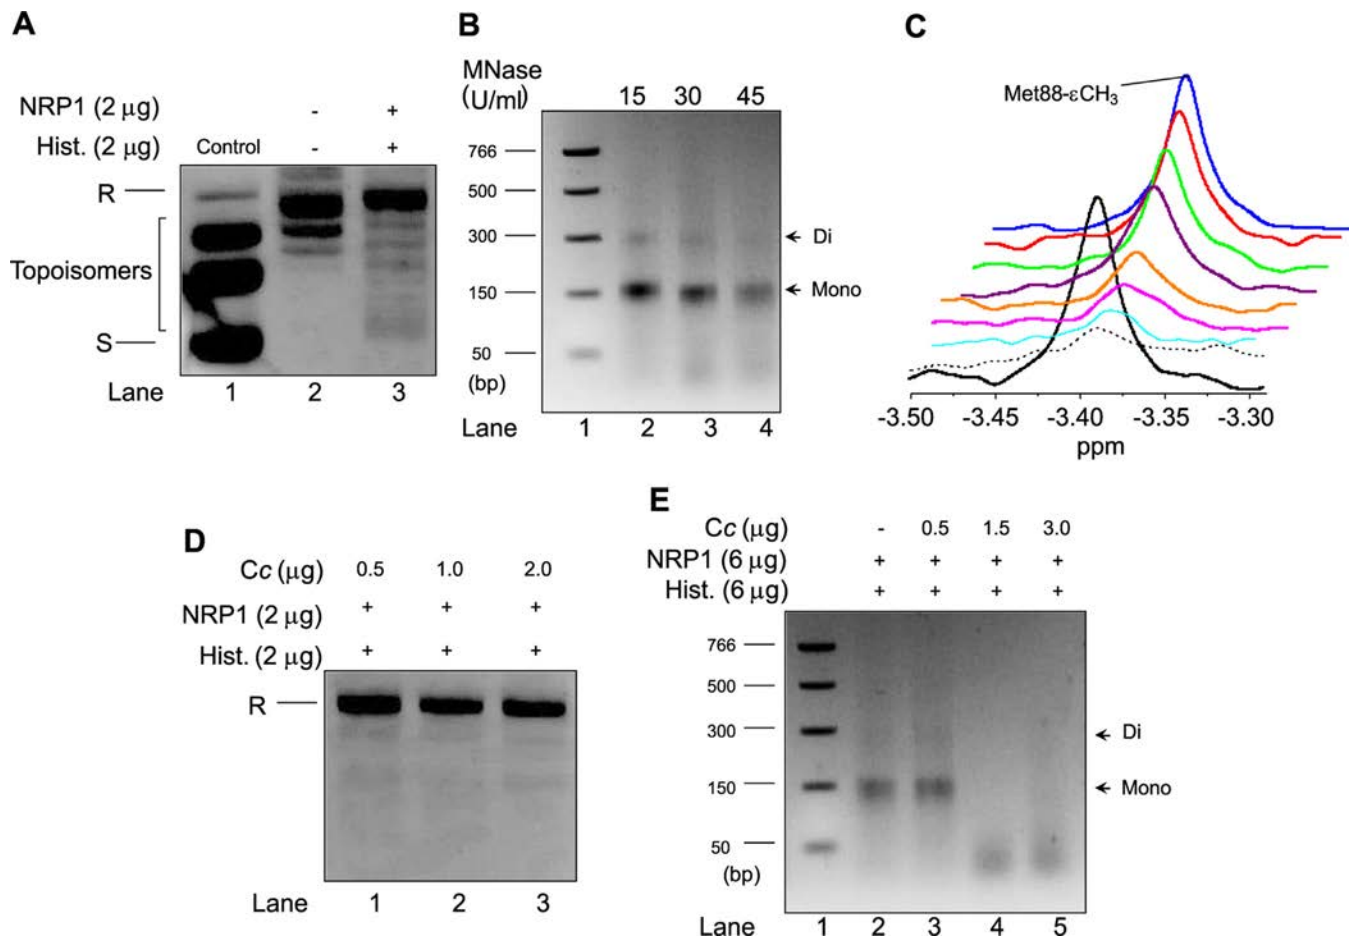 A
NRP1 (2 µg) - +
Hist. (2 µg) Control - +
R
Topoisomers
S
Lane 1 2 3
B
MNase
(U/ml) 15 30 45
766
500
300
150
50
(bp)
Di
Mono
Lane 1 2 3 4
C
Met88-εCH3
-3.50 -3.45 -3.40 -3.35 -3.30
ppm
D
Cc (µg) 0.5 1.0 2.0
NRP1 (2 µg) + + +
Hist. (2 µg) + + +
R
Lane 1 2 3
E
Cc (µg) - 0.5 1.5 3.0
NRP1 (6 µg) + + + +
Hist. (6 µg) + + + +
766
500
300
150
50
(bp)
Di
Mono
Lane 1 2 3 4 5